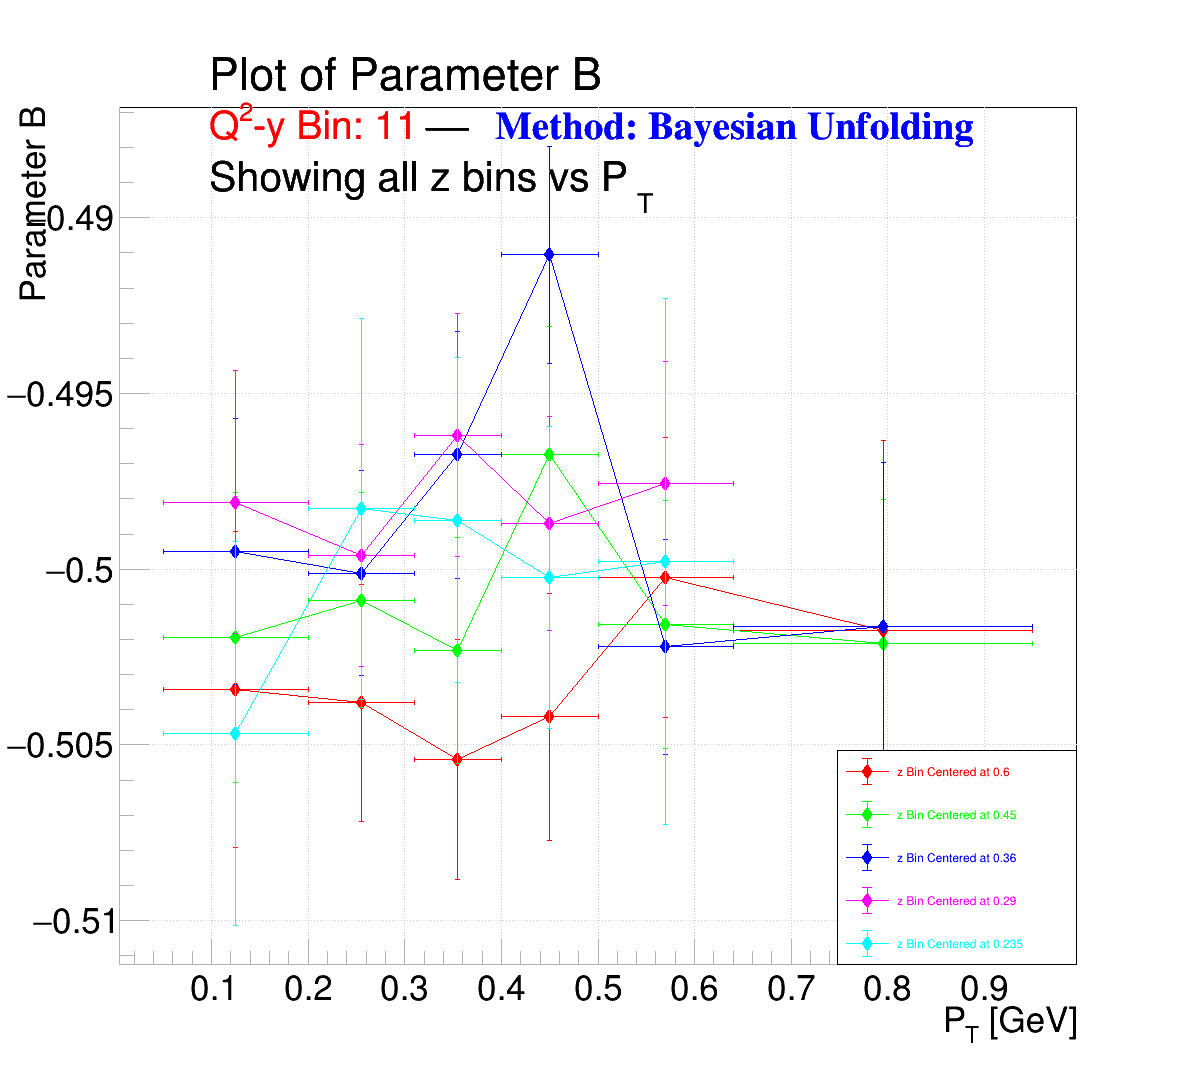 Plot of Parameter B
Q²-y Bin: 11 — Method: Bayesian Unfolding
Showing all z bins vs P_T
Parameter B
0.49
−0.495
−0.5
−0.505
−0.51
z Bin Centered at 0.6
z Bin Centered at 0.45
z Bin Centered at 0.36
z Bin Centered at 0.29
z Bin Centered at 0.235
0.1 0.2 0.3 0.4 0.5 0.6 0.7 0.8 0.9
P_T [GeV]